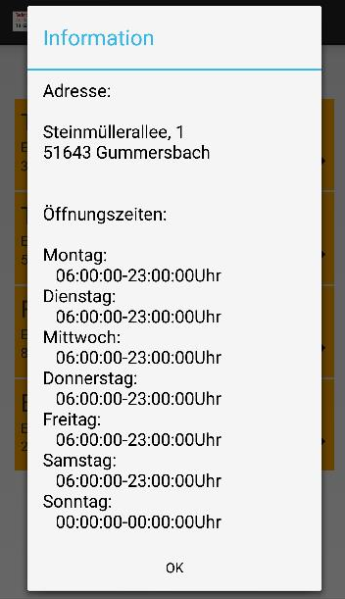 Information
Adresse:
Steinmüllerallee, 1
51643 Gummersbach
Öffnungszeiten:
Montag:
06:00:00-23:00:00Uhr
Dienstag:
06:00:00-23:00:00Uhr
Mittwoch:
06:00:00-23:00:00Uhr
Donnerstag:
06:00:00-23:00:00Uhr
Freitag:
06:00:00-23:00:00Uhr
Samstag:
06:00:00-23:00:00Uhr
Sonntag:
00:00:00-00:00:00Uhr
OK